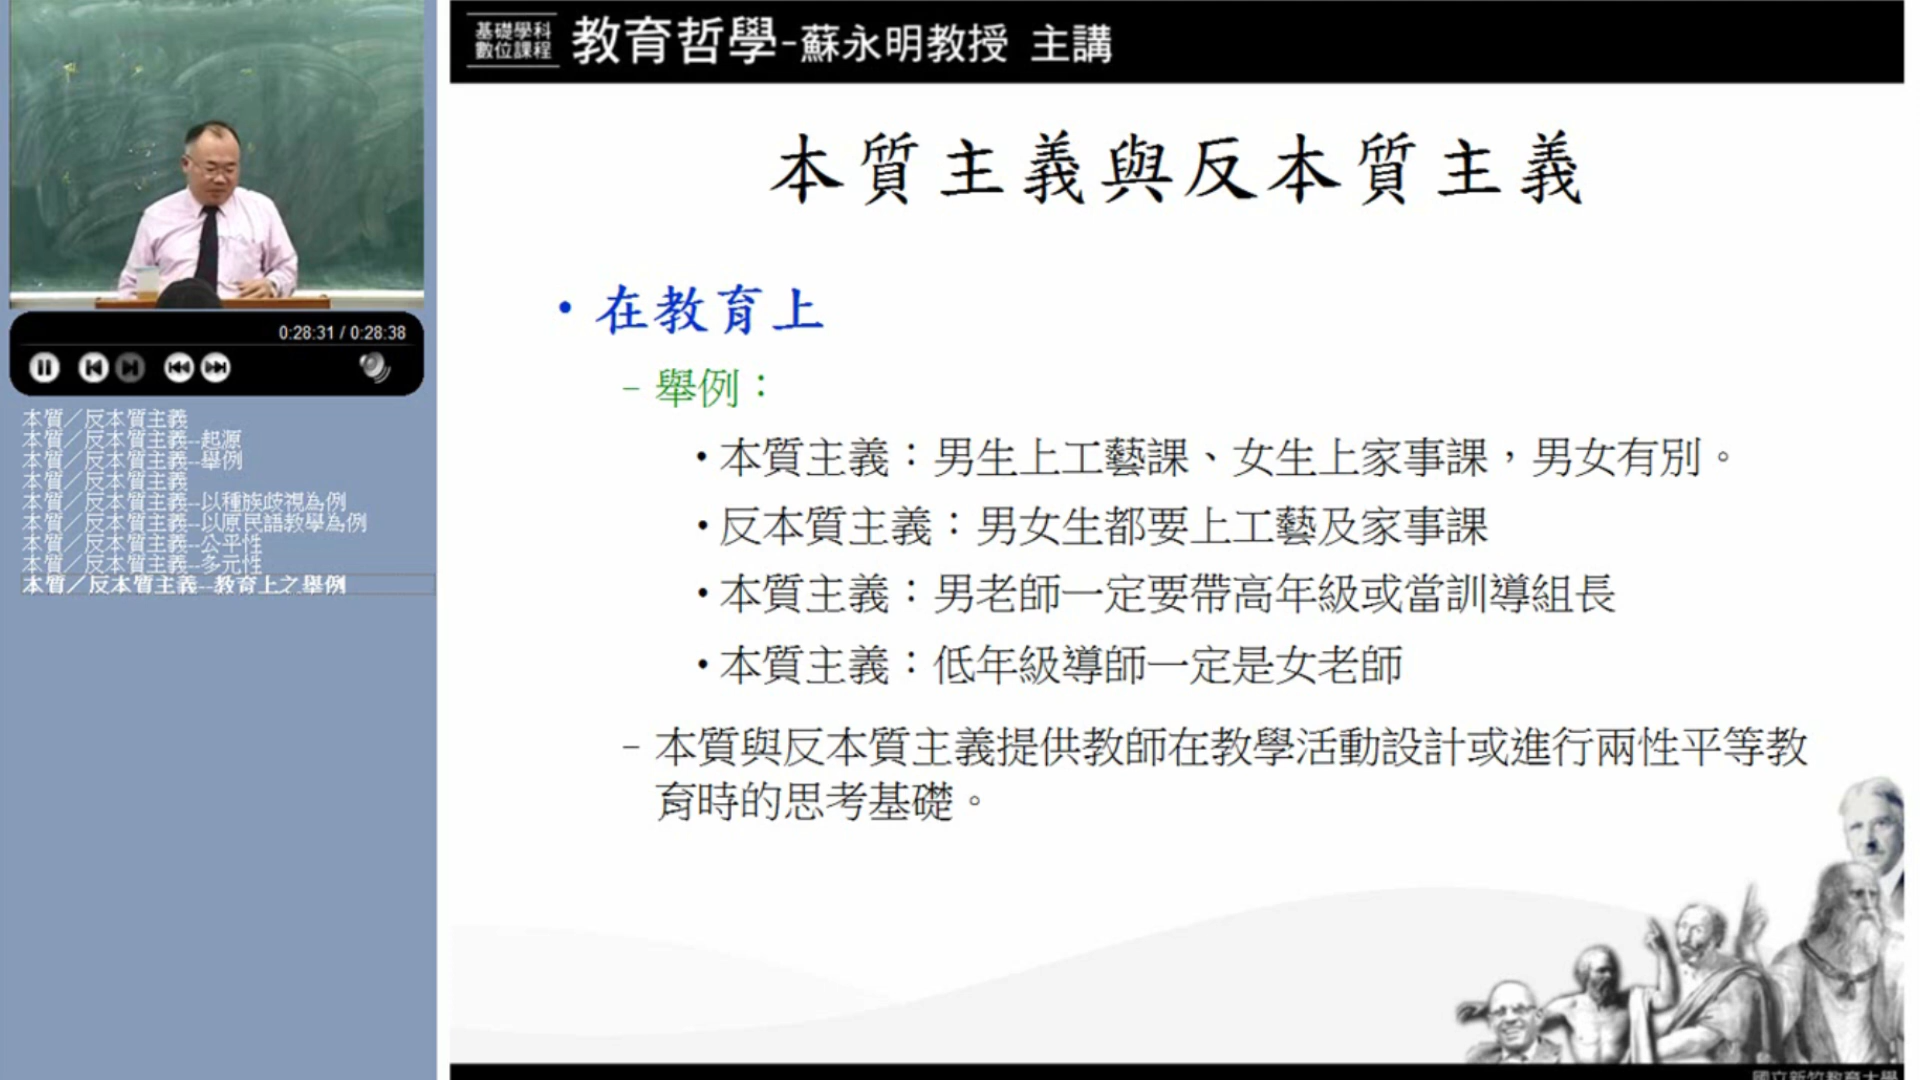 基礎學科
數位課程
教育哲學-蘇永明教授 主講
0:28:31 / 0:28:38
本質／反本質主義
本質／反本質主義--起源
本質／反本質主義--舉例
本質／反本質主義
本質／反本質主義--以種族歧視為例
本質／反本質主義--以原民語教學為例
本質／反本質主義--公平性
本質／反本質主義--多元性
本質／反本質主義--教育上之舉例
本質主義與反本質主義
• 在教育上
– 舉例：
• 本質主義：男生上工藝課、女生上家事課，男女有別。
• 反本質主義：男女生都要上工藝及家事課
• 本質主義：男老師一定要帶高年級或當訓導組長
• 本質主義：低年級導師一定是女老師
– 本質與反本質主義提供教師在教學活動設計或進行兩性平等教
育時的思考基礎。
國立新竹教育大學